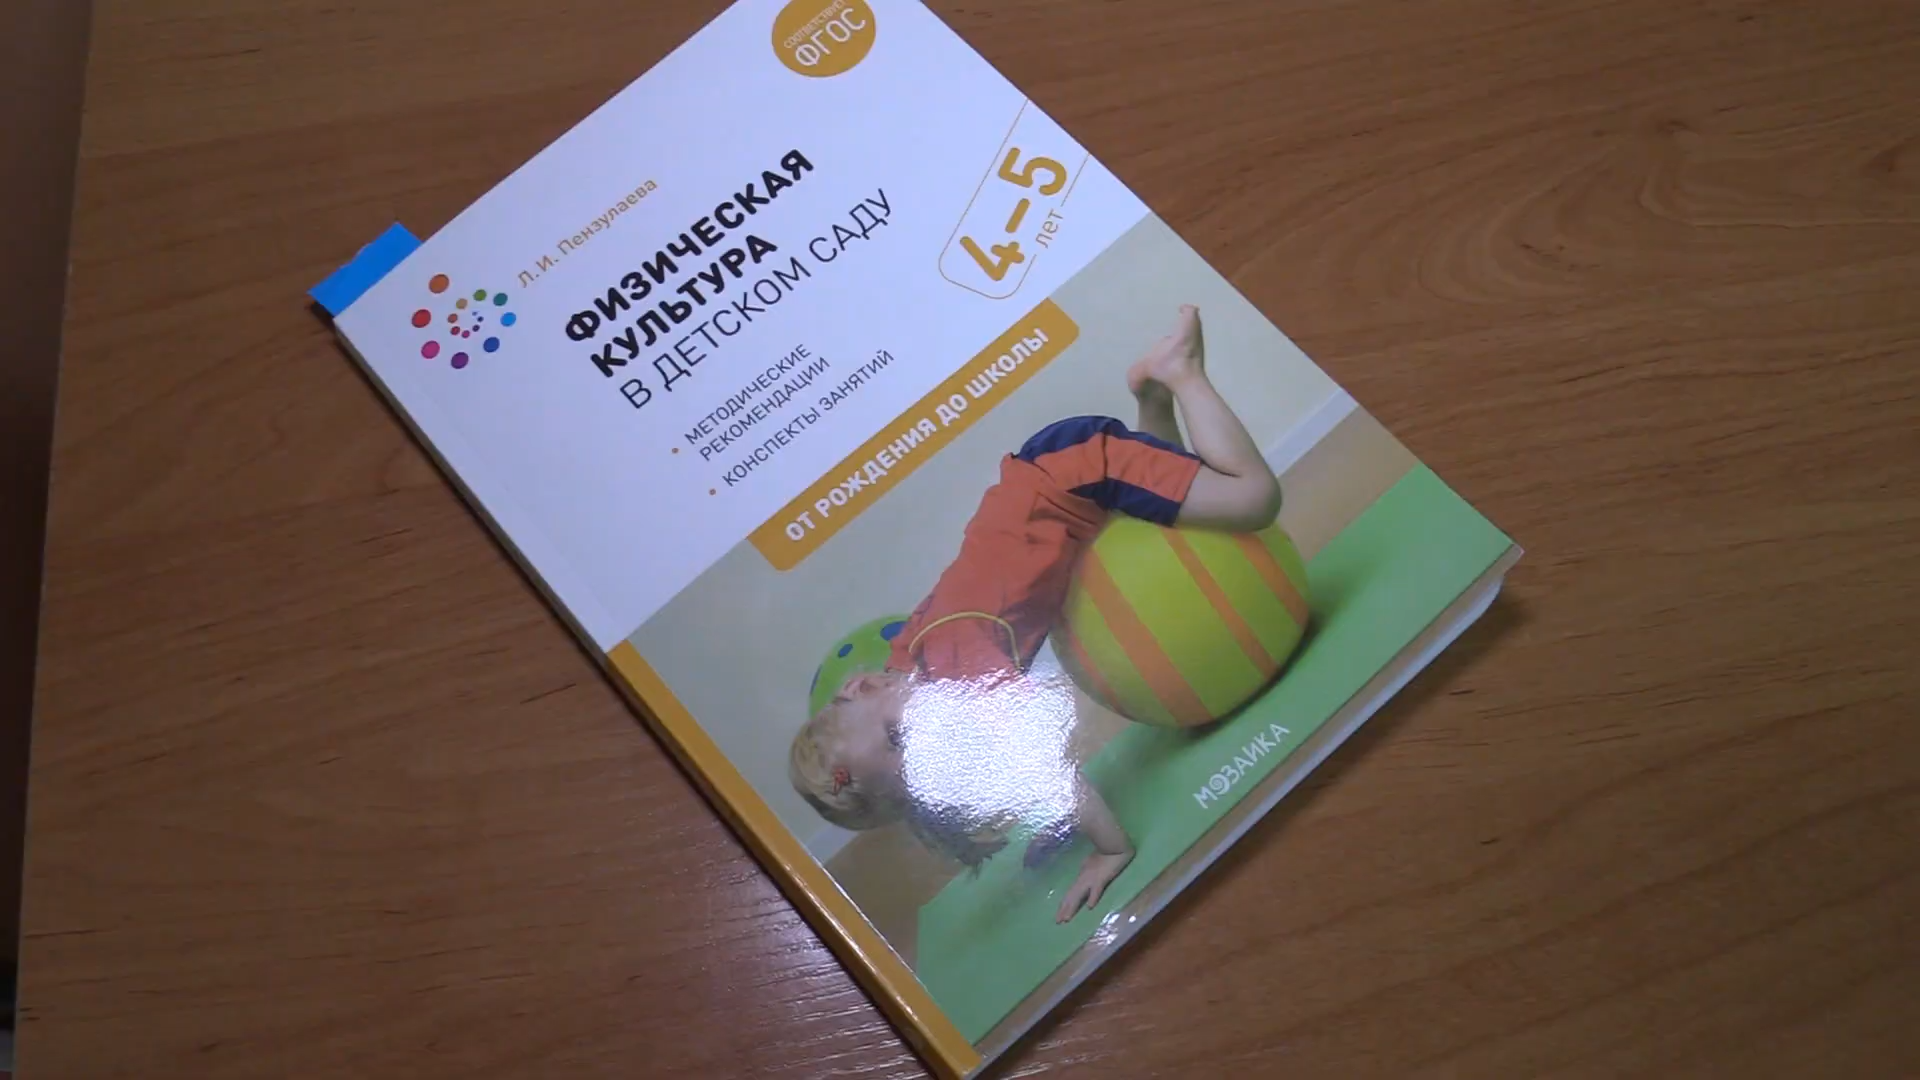 СООТВЕТСТВУЕТ
ФГОС
Л. И. Пензулаева
ФИЗИЧЕСКАЯ
КУЛЬТУРА
В ДЕТСКОМ САДУ
4–5
лет
• МЕТОДИЧЕСКИЕ
РЕКОМЕНДАЦИИ
• КОНСПЕКТЫ ЗАНЯТИЙ
ОТ РОЖДЕНИЯ ДО ШКОЛЫ
МОЗАИКА